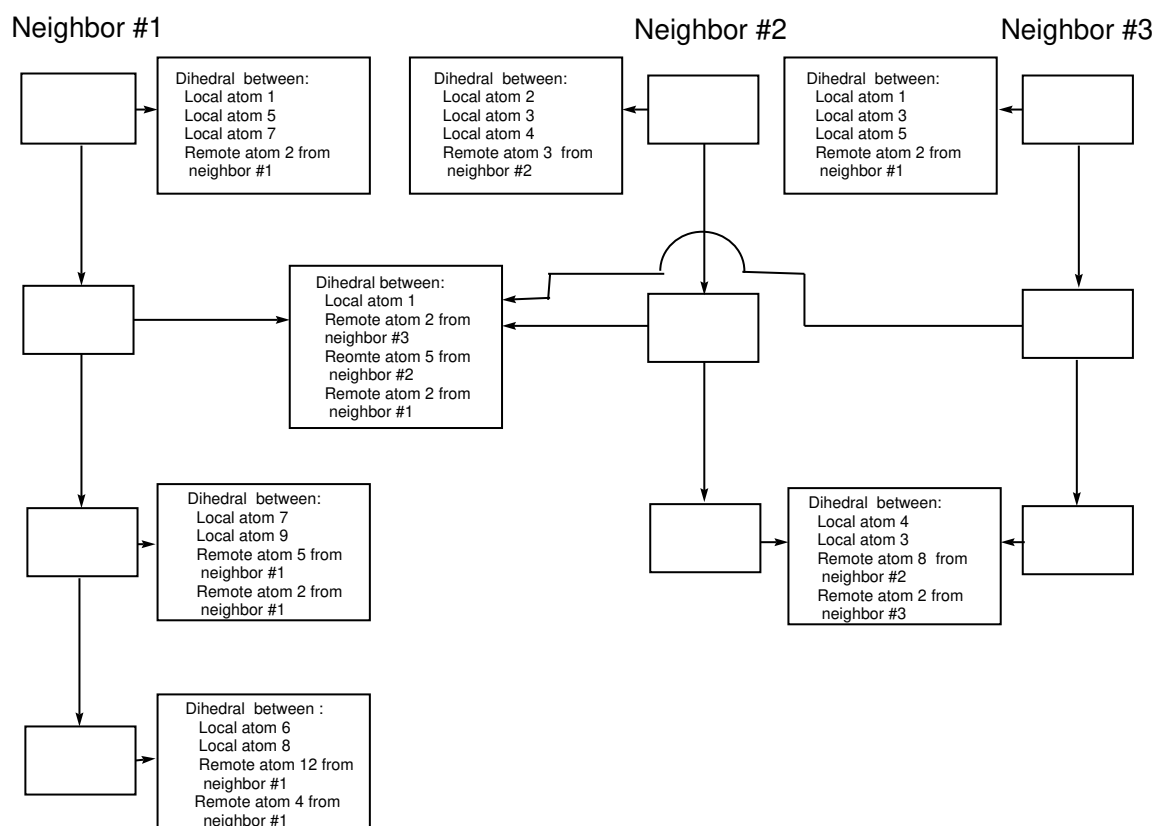 Neighbor #1
Neighbor #2
Neighbor #3
Dihedral between:
Local atom 1
Local atom 5
Local atom 7
Remote atom 2 from
neighbor #1
Dihedral between:
Local atom 2
Local atom 3
Local atom 4
Remote atom 3 from
neighbor #2
Dihedral between:
Local atom 1
Local atom 3
Local atom 5
Remote atom 2 from
neighbor #1
Dihedral between:
Local atom 1
Remote atom 2 from
neighbor #3
Reomte atom 5 from
neighbor #2
Remote atom 2 from
neighbor #1
Dihedral between:
Local atom 7
Local atom 9
Remote atom 5 from
neighbor #1
Remote atom 2 from
neighbor #1
Dihedral between:
Local atom 4
Local atom 3
Remote atom 8 from
neighbor #2
Remote atom 2 from
neighbor #3
Dihedral between :
Local atom 6
Local atom 8
Remote atom 12 from
neighbor #1
Remote atom 4 from
neighbor #1